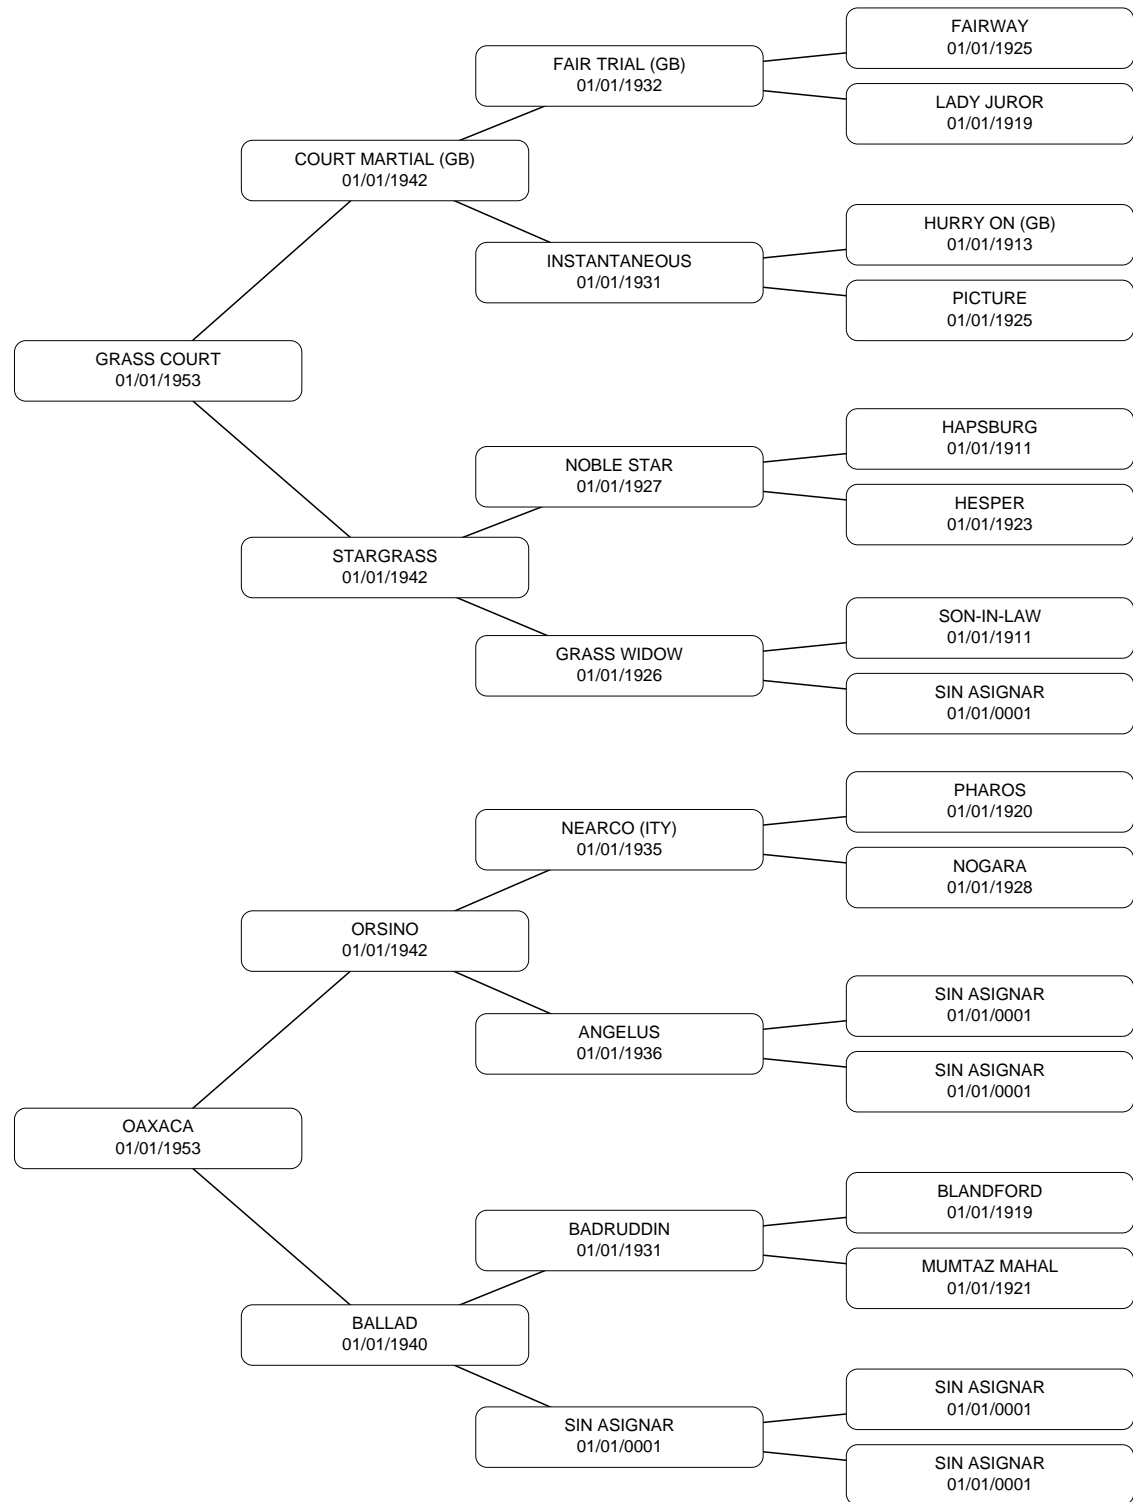 FAIRWAY
01/01/1925
FAIR TRIAL (GB)
01/01/1932
LADY JUROR
01/01/1919
COURT MARTIAL (GB)
01/01/1942
HURRY ON (GB)
01/01/1913
INSTANTANEOUS
01/01/1931
PICTURE
01/01/1925
GRASS COURT
01/01/1953
HAPSBURG
01/01/1911
NOBLE STAR
01/01/1927
HESPER
01/01/1923
STARGRASS
01/01/1942
SON-IN-LAW
01/01/1911
GRASS WIDOW
01/01/1926
SIN ASIGNAR
01/01/0001
PHAROS
01/01/1920
NEARCO (ITY)
01/01/1935
NOGARA
01/01/1928
ORSINO
01/01/1942
SIN ASIGNAR
01/01/0001
ANGELUS
01/01/1936
SIN ASIGNAR
01/01/0001
OAXACA
01/01/1953
BLANDFORD
01/01/1919
BADRUDDIN
01/01/1931
MUMTAZ MAHAL
01/01/1921
BALLAD
01/01/1940
SIN ASIGNAR
01/01/0001
SIN ASIGNAR
01/01/0001
SIN ASIGNAR
01/01/0001